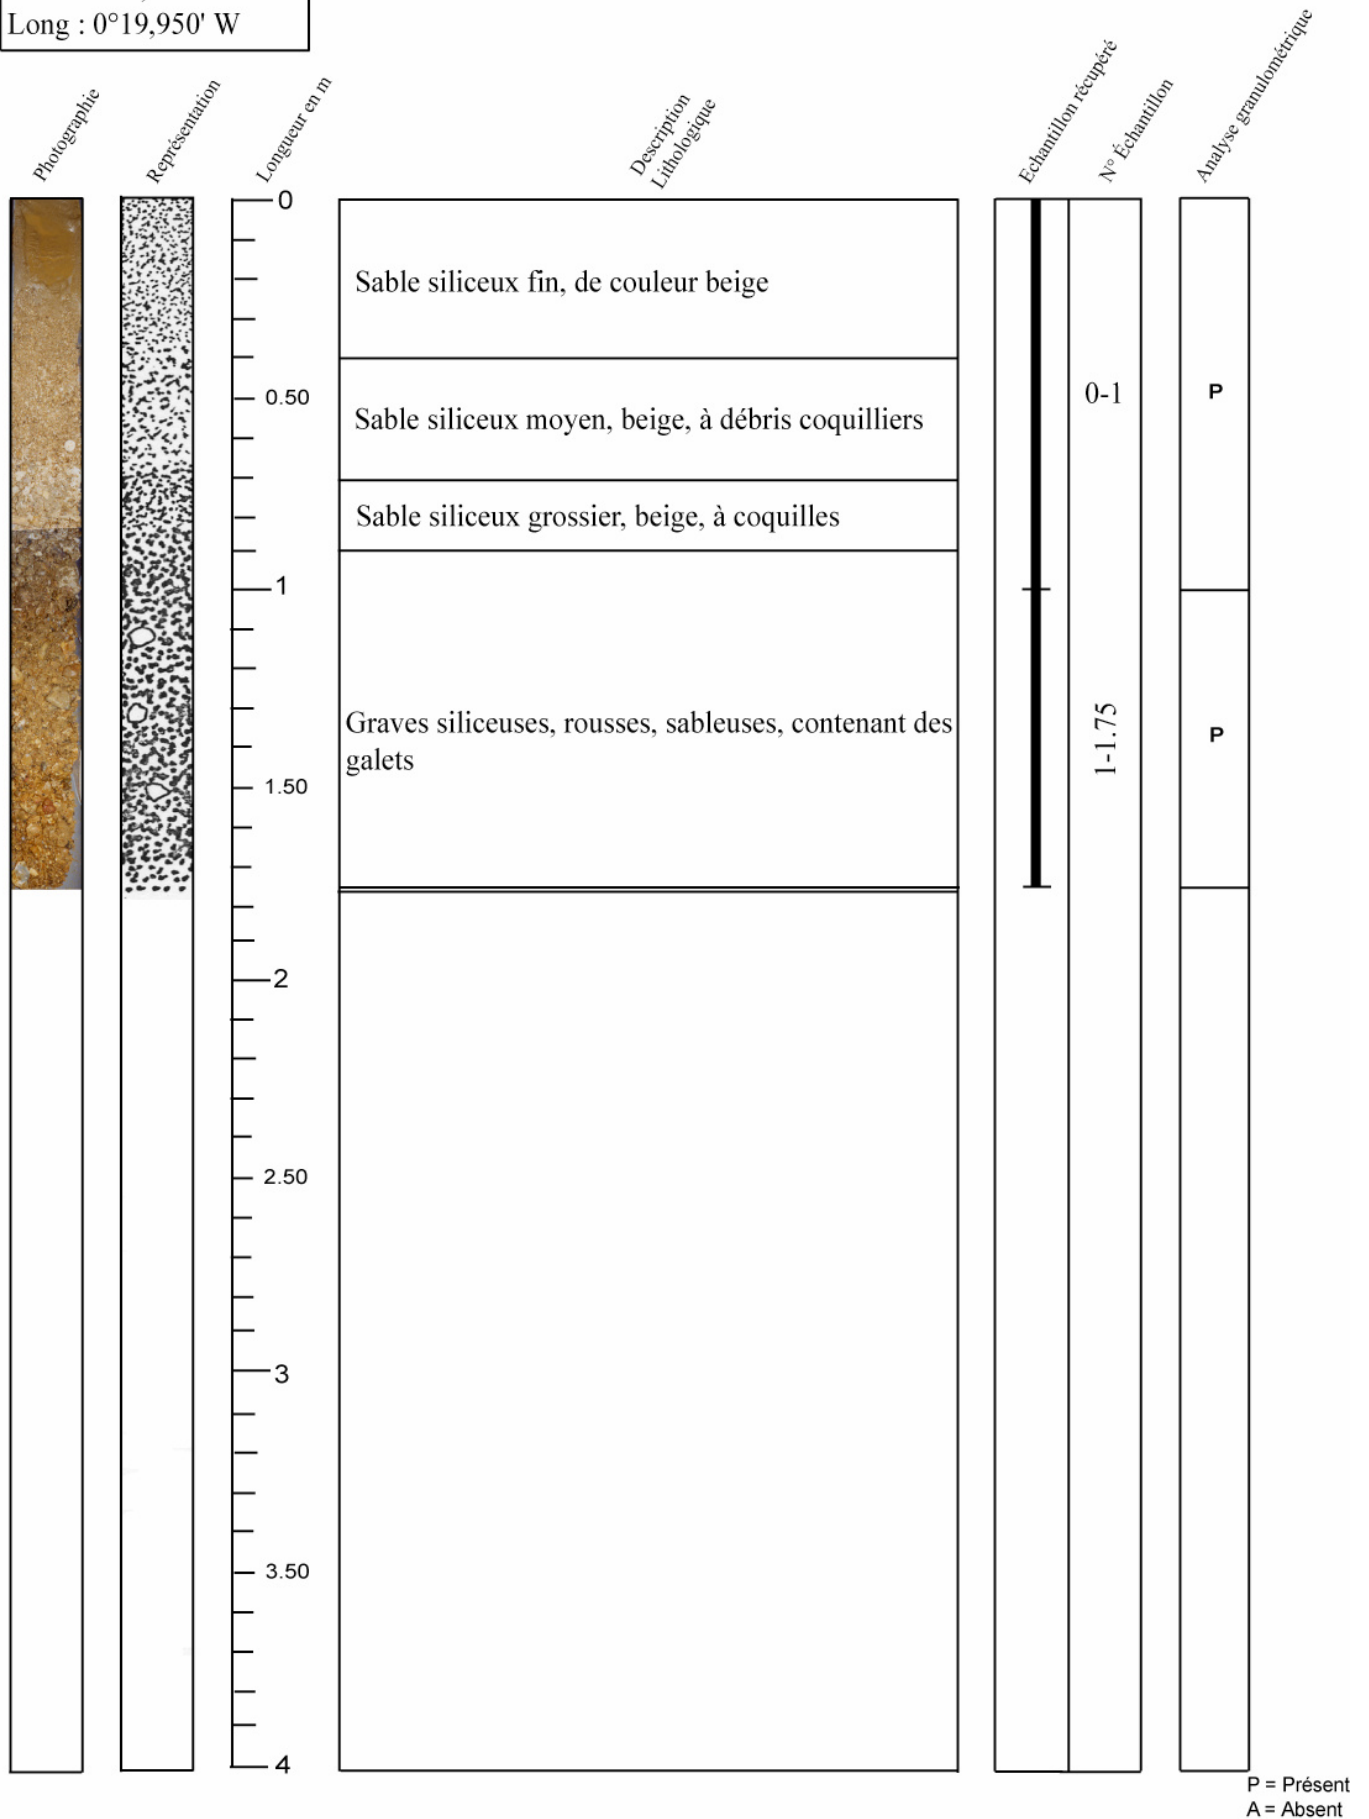 Long : 0°19,950' W
Photographie
Représentation
Longueur en m
Description
Lithologique
Echantillon récupéré
N° Échantillon
Analyse granulométrique
0
Sable siliceux fin, de couleur beige
0.50
Sable siliceux moyen, beige, à débris coquilliers
0-1
P
Sable siliceux grossier, beige, à coquilles
1
Graves siliceuses, rousses, sableuses, contenant des
galets
1-1.75
P
1.50
2
2.50
3
3.50
4
P = Présent
A = Absent